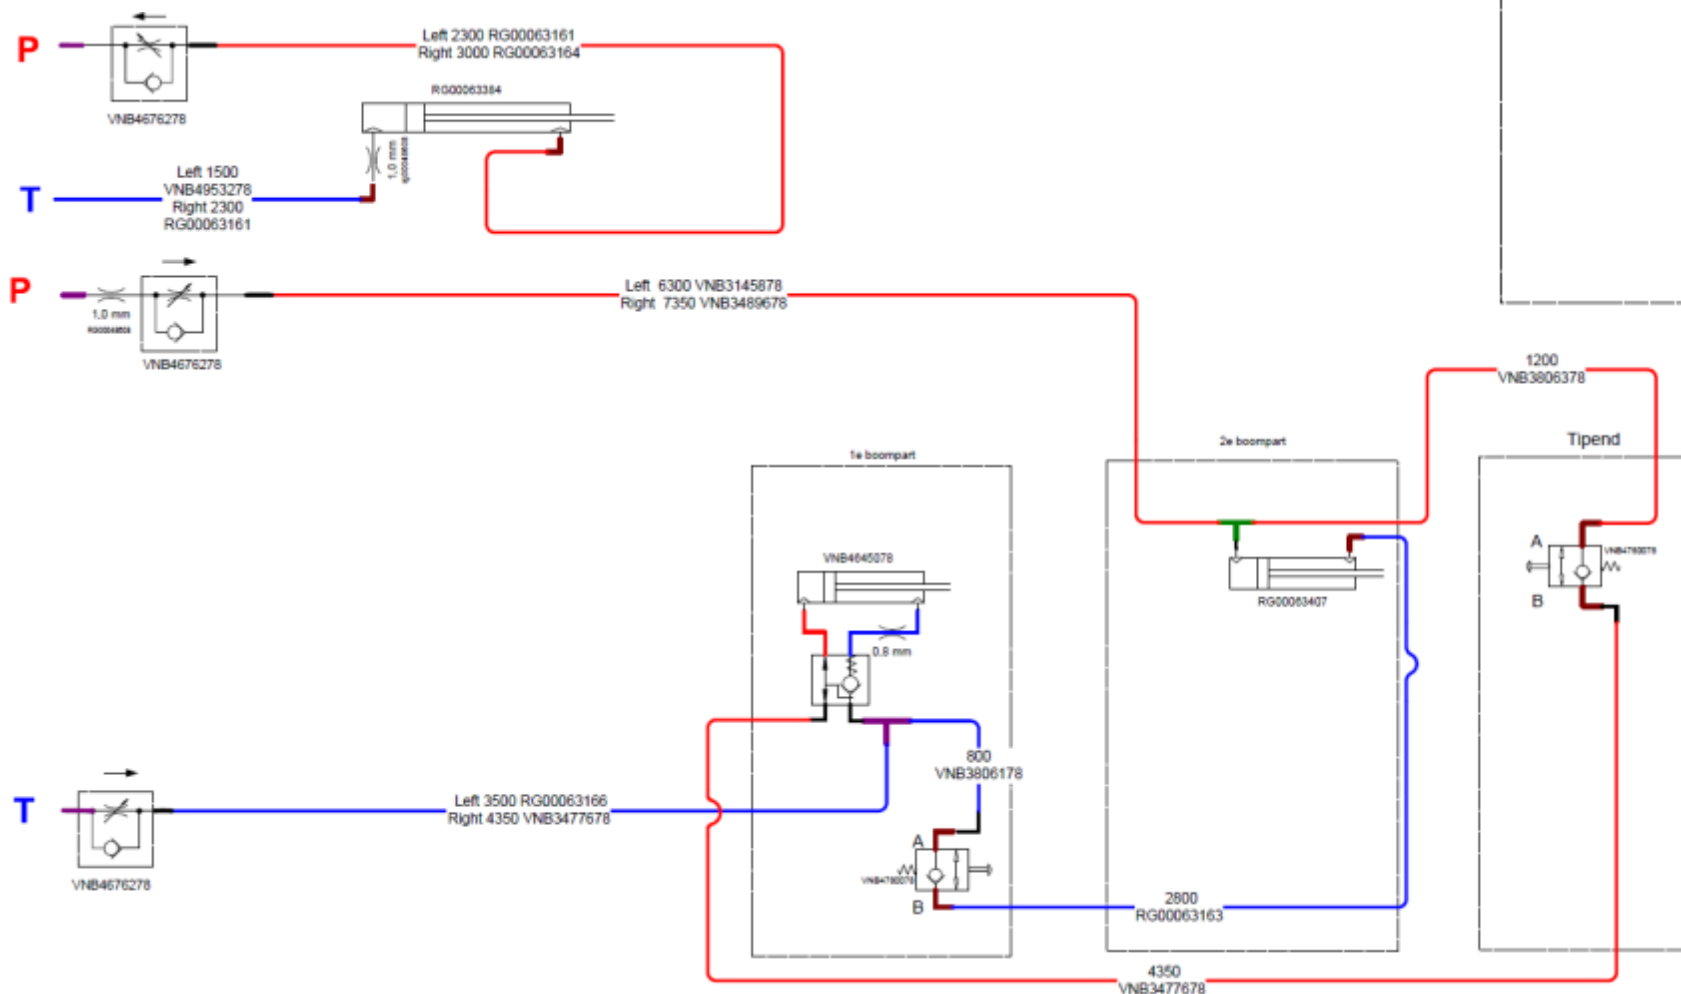 P
Left 2300 RG00063161
Right 3000 RG00063164
VNB4676278
RG00063384
1,0 mm
T
Left 1500
VNB4953278
Right 2300
RG00063161
P
1,0 mm
VNB4676278
Left 6300 VNB3145878
Right 7350 VNB3489678
1200
VNB3806378
1e boompart
2e boompart
Tipend
VNB4645078
0,8 mm
RG00063407
A
VNB4760078
B
800
VNB3806178
T
VNB4676278
Left 3500 RG00063166
Right 4350 VNB3477678
A
VNB4760078
B
2800
RG00063163
4350
VNB3477678